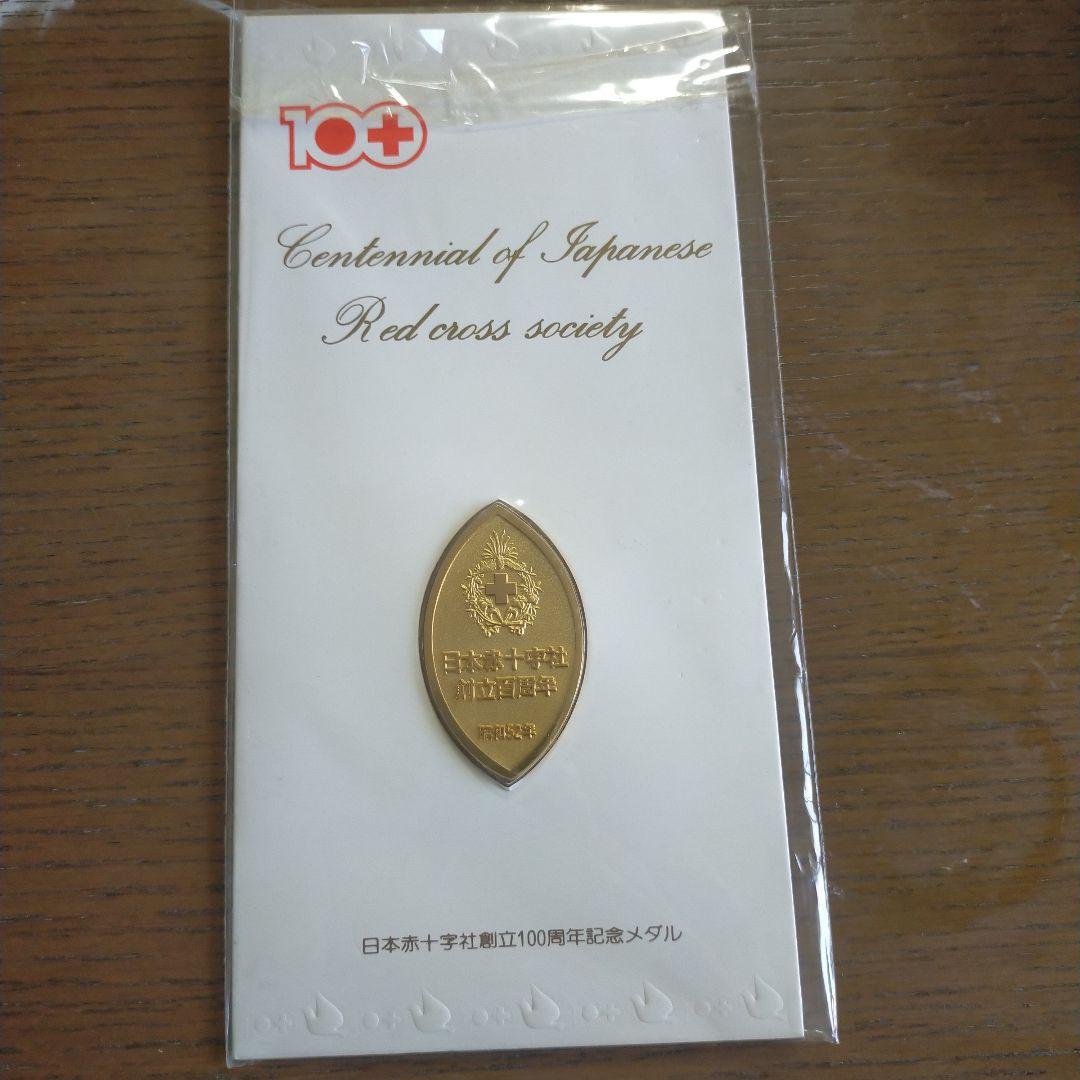 100+
Centennial of Japanese
Red cross society
日本赤十字社
創立百周年
昭和52年
日本赤十字社創立100周年記念メダル